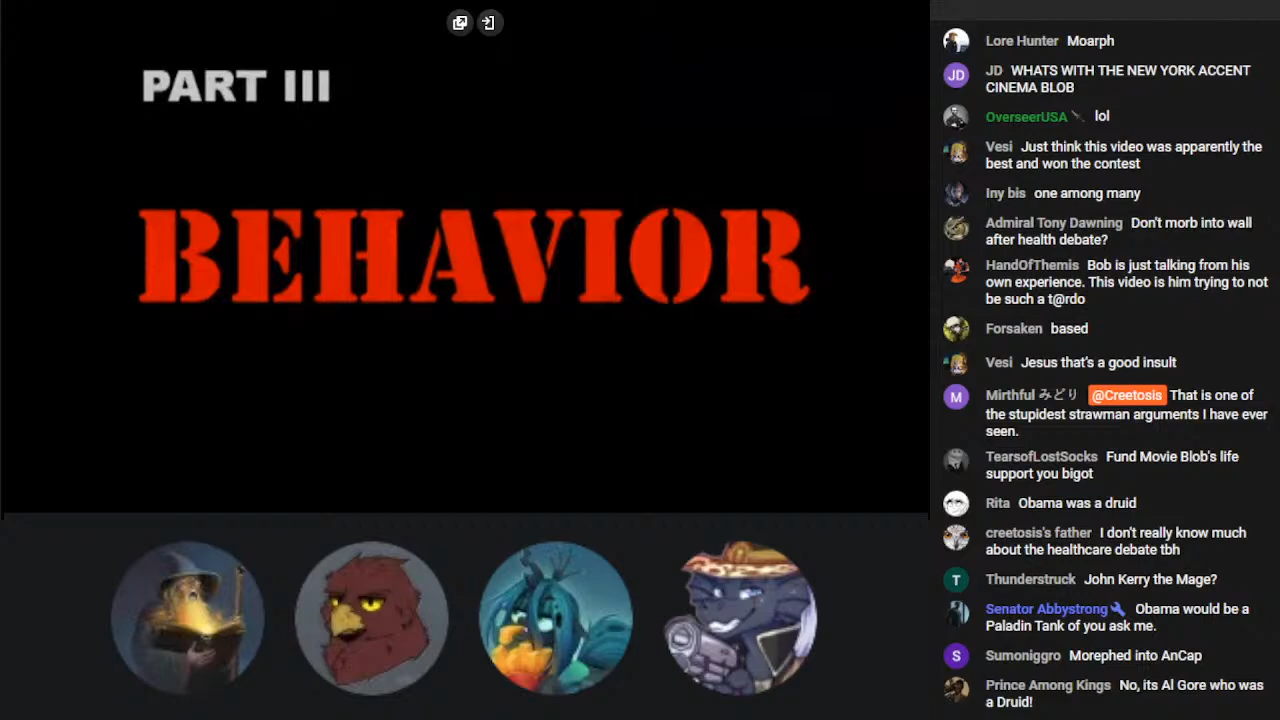 PART III
BEHAVIOR
Lore Hunter Moarph
JD WHATS WITH THE NEW YORK ACCENT
CINEMA BLOB
OverseerUSA lol
Vesi Just think this video was apparently the
best and won the contest
Iny bis one among many
Admiral Tony Dawning Don't morb into wall
after health debate?
HandOfThemis Bob is just talking from his
own experience. This video is him trying to not
be such a t@rdo
Forsaken based
Vesi Jesus that's a good insult
Mirthful みどり @Creetosis That is one of
the stupidest strawman arguments I have ever
seen.
TearsofLostSocks Fund Movie Blob's life
support you bigot
Rita Obama was a druid
creetosis's father I don't really know much
about the healthcare debate tbh
Thunderstruck John Kerry the Mage?
Senator Abbystrong Obama would be a
Paladin Tank of you ask me.
Sumoniggro Morephed into AnCap
Prince Among Kings No, its Al Gore who was
a Druid!
JD
M
T
S